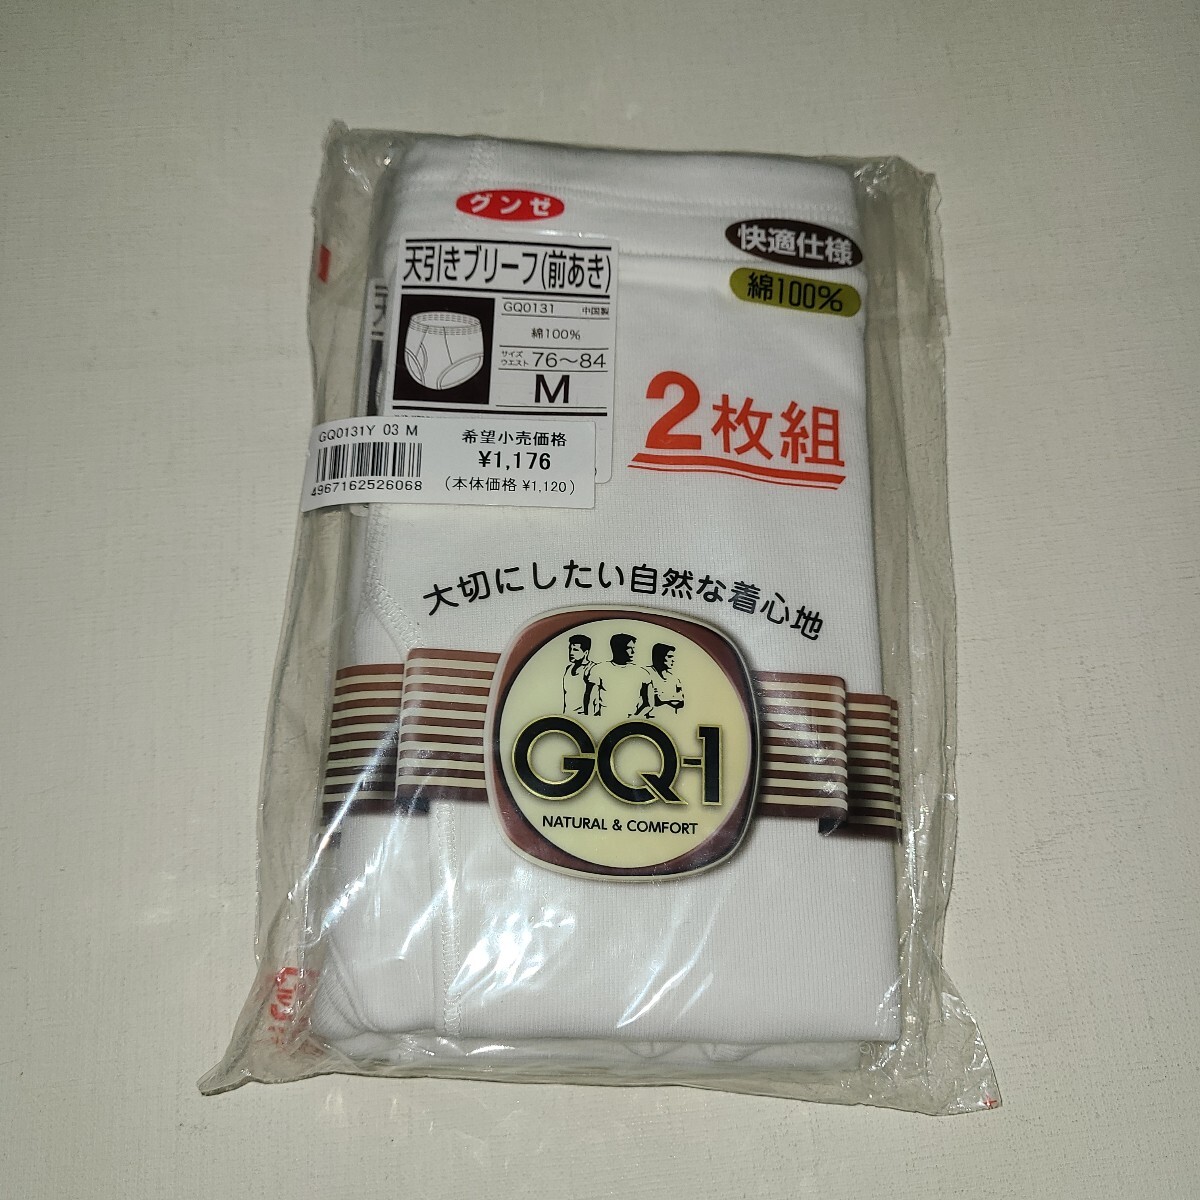 グンゼ
快適仕様
綿100%
天引きブリーフ(前あき)
GQ0131 中国製
綿100%
サイズ
ウエスト 76～84
M
2枚組
GQ0131Y 03 M
4967162526068
希望小売価格
¥1,176
(本体価格 ¥1,120)
大切にしたい自然な着心地
GQ-1
NATURAL & COMFORT